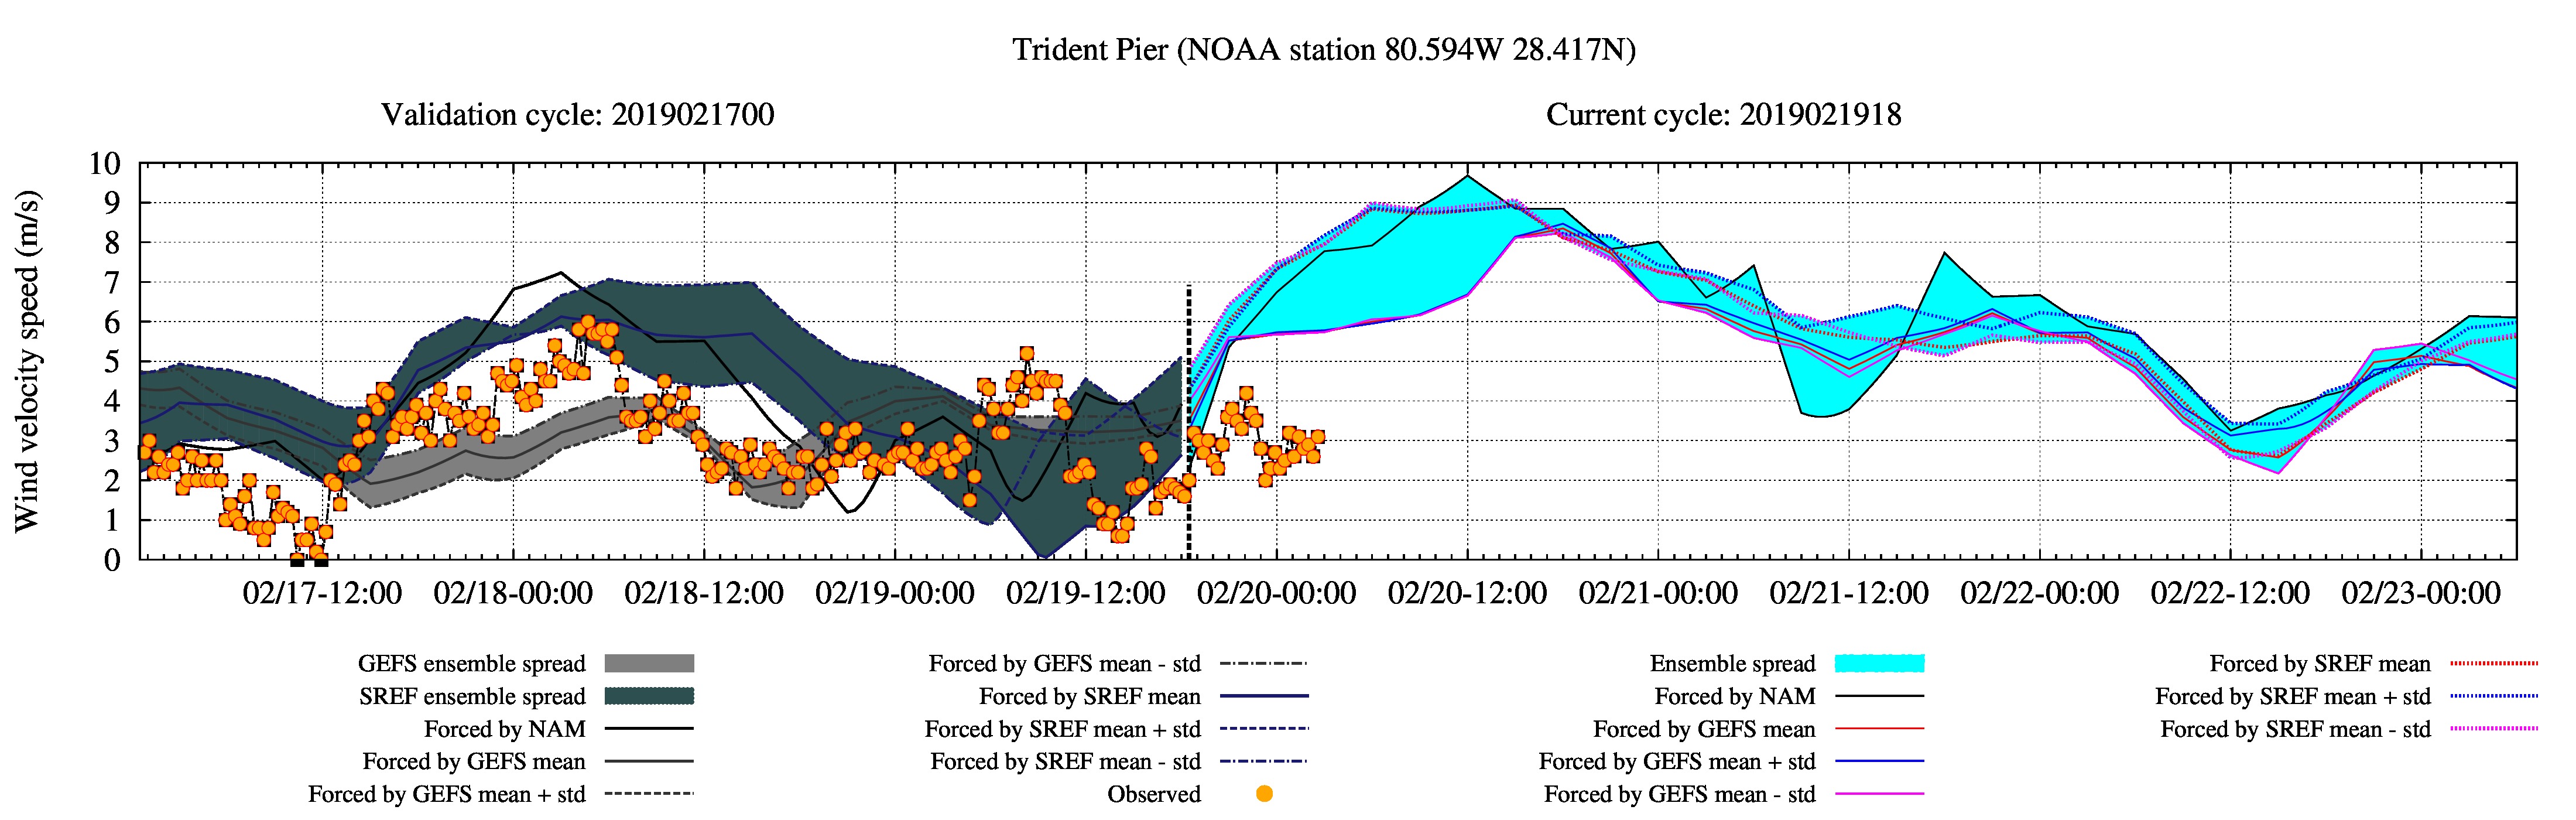 Trident Pier (NOAA station 80.594W 28.417N)
Validation cycle: 2019021700
Current cycle: 2019021918
Wind velocity speed (m/s)
10
9
8
7
6
5
4
3
2
1
0
02/17-12:00 02/18-00:00 02/18-12:00 02/19-00:00 02/19-12:00 02/20-00:00 02/20-12:00 02/21-00:00 02/21-12:00 02/22-00:00 02/22-12:00 02/23-00:00
GEFS ensemble spread
SREF ensemble spread
Forced by NAM
Forced by GEFS mean
Forced by GEFS mean + std
Forced by GEFS mean - std
Forced by SREF mean
Forced by SREF mean + std
Forced by SREF mean - std
Observed
Ensemble spread
Forced by NAM
Forced by GEFS mean
Forced by GEFS mean + std
Forced by GEFS mean - std
Forced by SREF mean
Forced by SREF mean + std
Forced by SREF mean - std